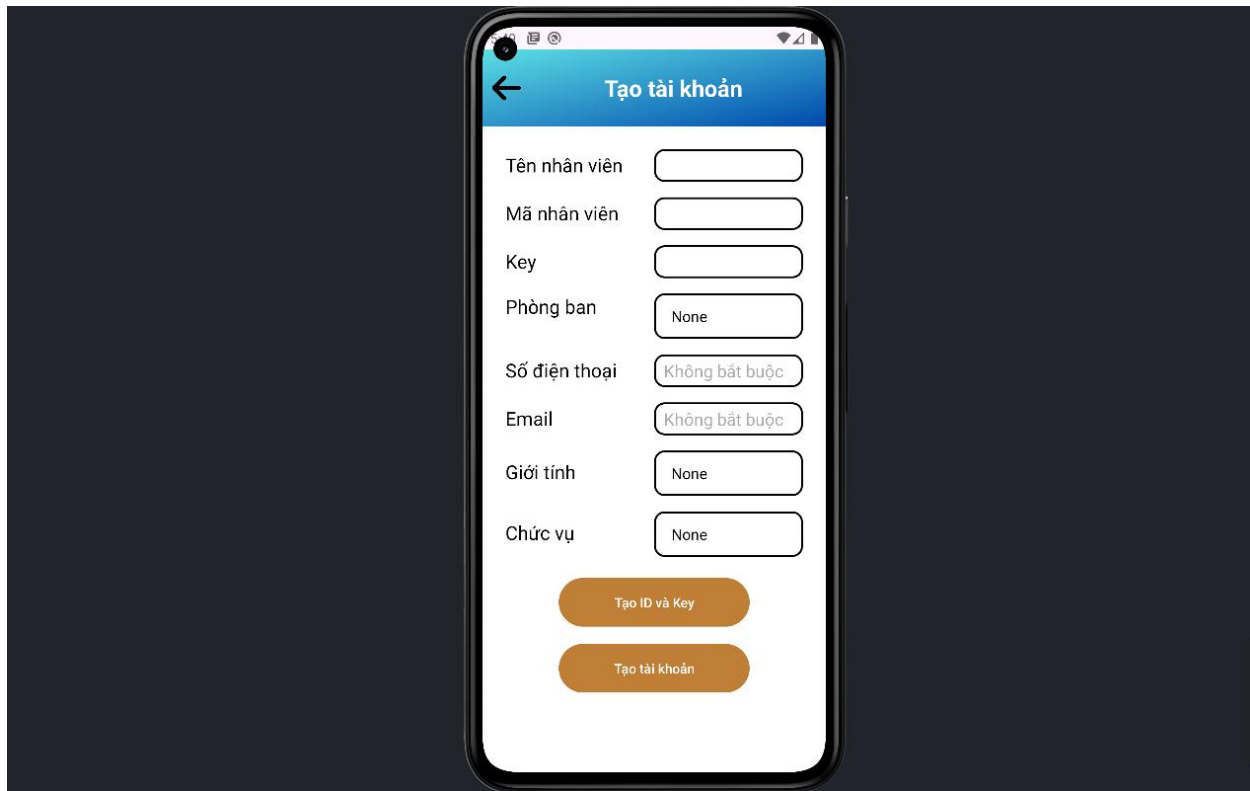 Tạo tài khoản
Tên nhân viên
Mã nhân viên
Key
Phòng ban None
Số điện thoại Không bắt buộc
Email Không bắt buộc
Giới tính None
Chức vụ None
Tạo ID và Key
Tạo tài khoản